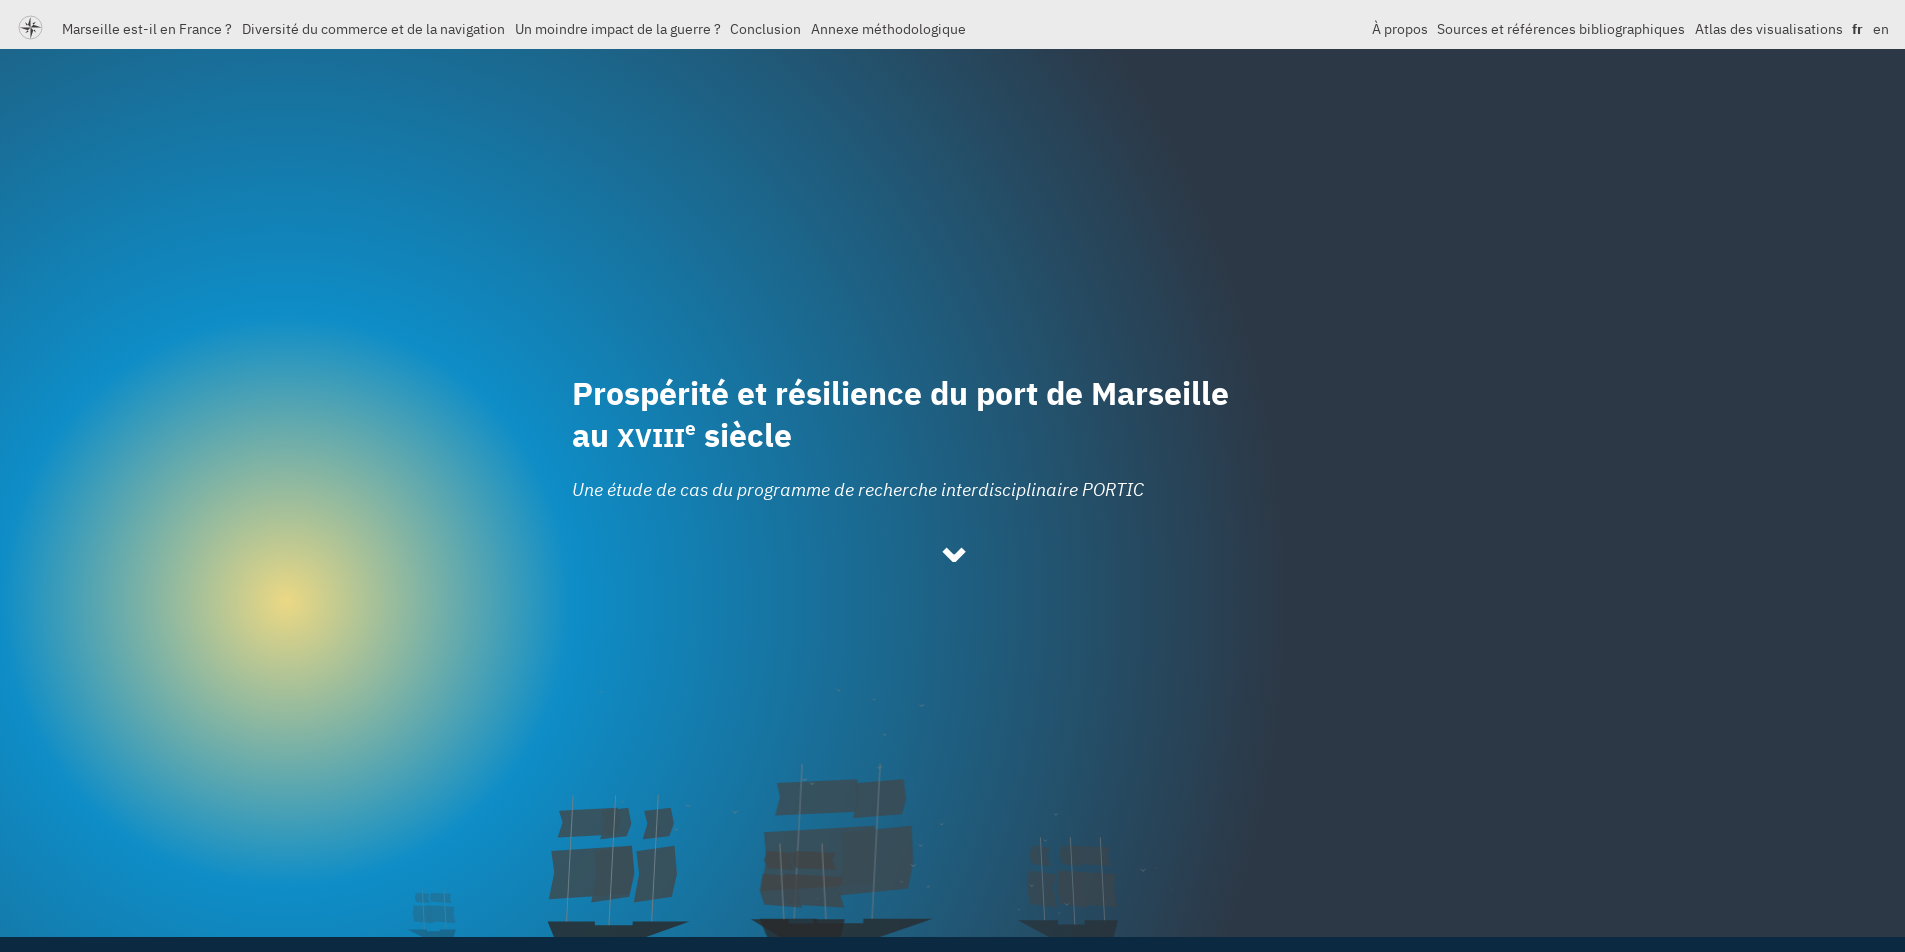 Marseille est-il en France ? Diversité du commerce et de la navigation Un moindre impact de la guerre ? Conclusion Annexe méthodologique À propos Sources et références bibliographiques Atlas des visualisations fr en
Prospérité et résilience du port de Marseille
au XVIIIe siècle
Une étude de cas du programme de recherche interdisciplinaire PORTIC